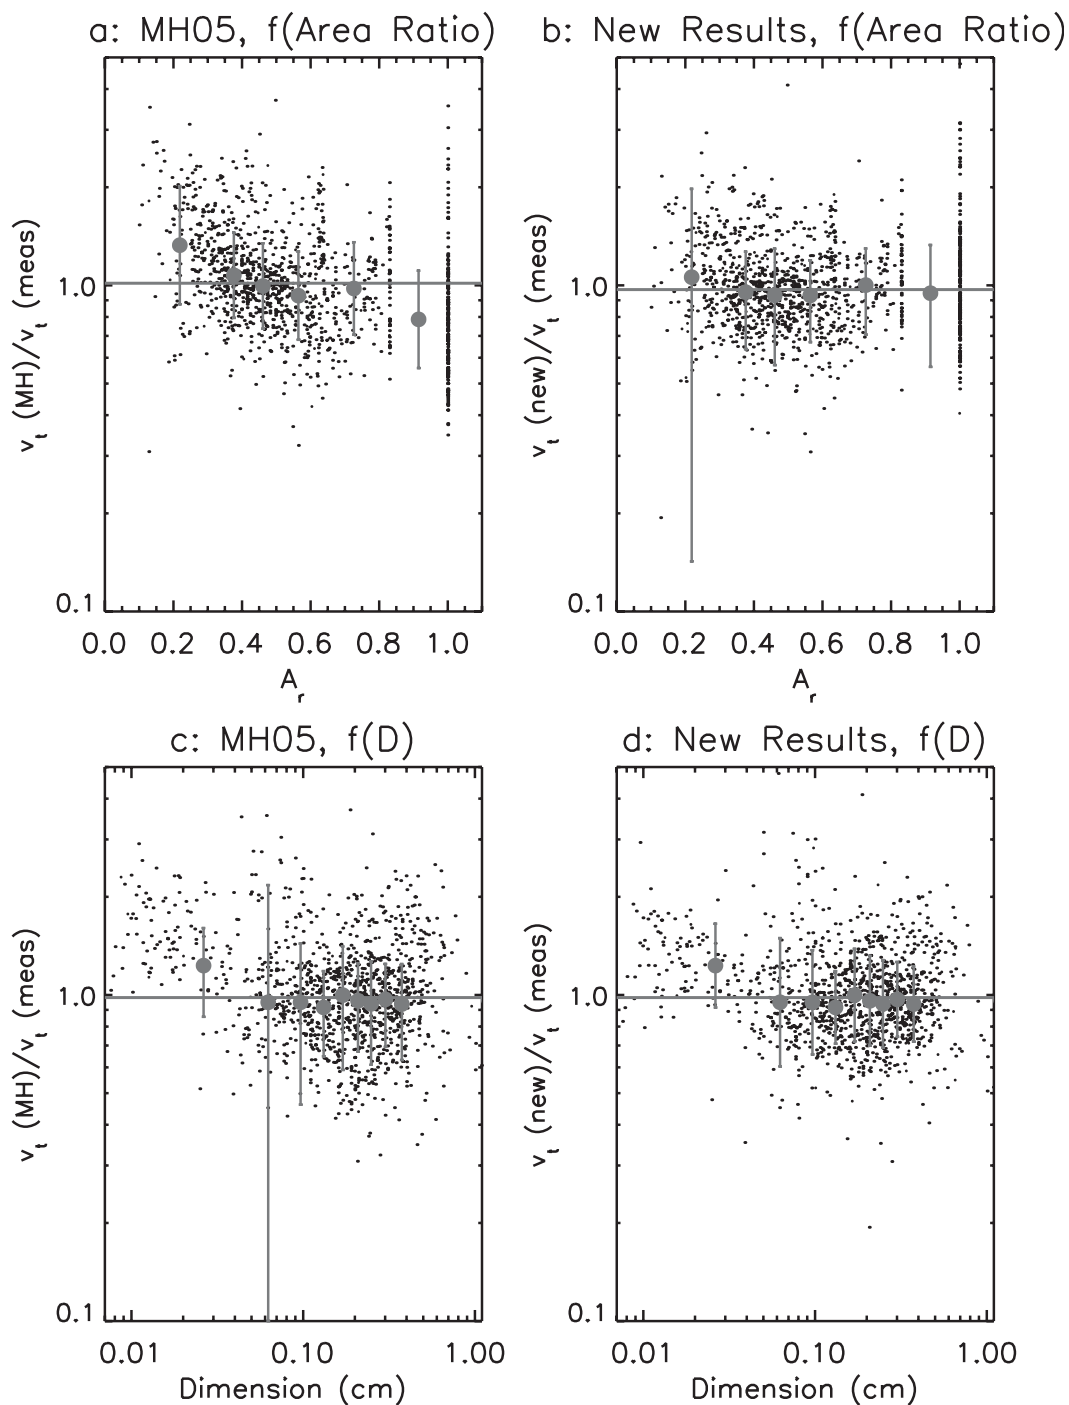 a: MH05, f(Area Ratio)
b: New Results, f(Area Ratio)
v_t (MH)/v_t (meas)
1.0
0.1
0.0 0.2 0.4 0.6 0.8 1.0
A_r
v_t (new)/v_t (meas)
1.0
0.1
0.0 0.2 0.4 0.6 0.8 1.0
A_r
c: MH05, f(D)
d: New Results, f(D)
v_t (MH)/v_t (meas)
1.0
0.1
0.01 0.10 1.00
Dimension (cm)
v_t (new)/v_t (meas)
1.0
0.1
0.01 0.10 1.00
Dimension (cm)